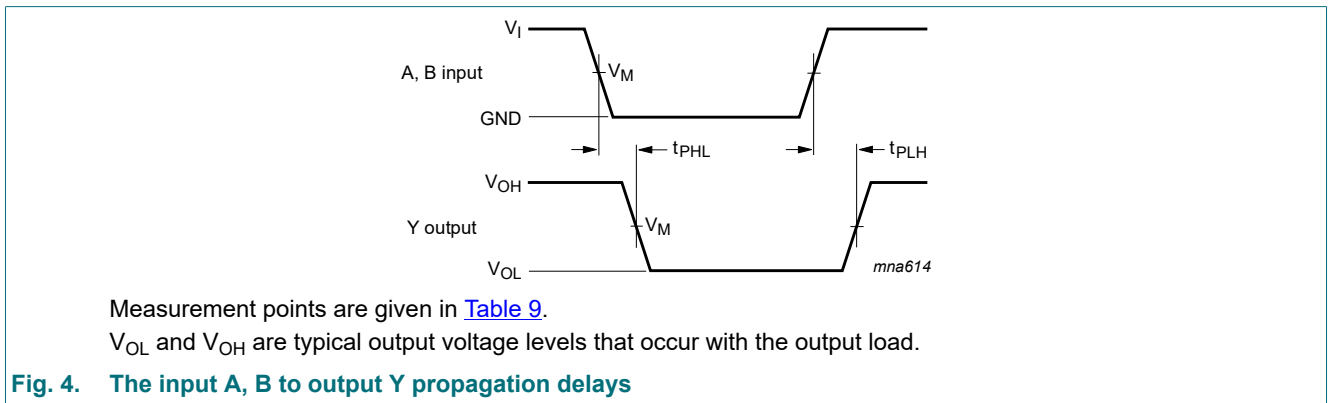 VI
A, B input
VM
GND
tPHL
tPLH
VOH
Y output
VM
VOL
mna614
Measurement points are given in Table 9.
VOL and VOH are typical output voltage levels that occur with the output load.
Fig. 4. The input A, B to output Y propagation delays